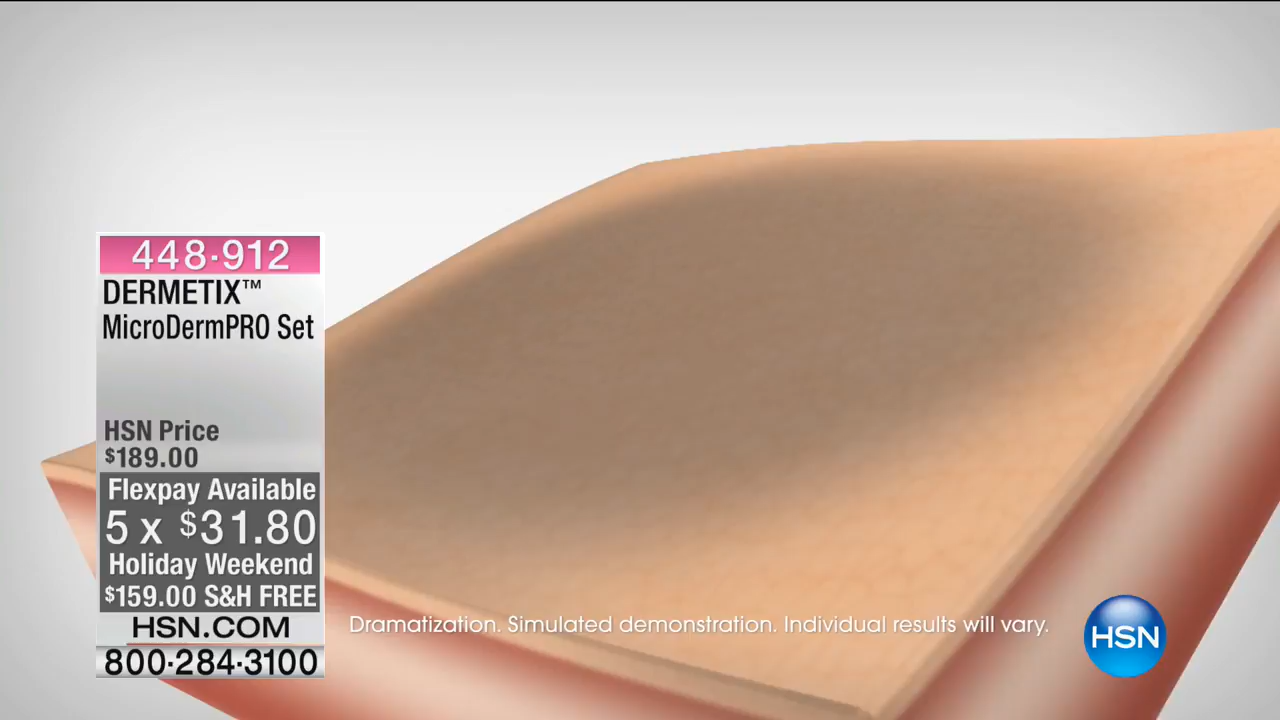 448-912
DERMETIX™
MicroDermPRO Set
HSN Price
$189.00
Flexpay Available
5 x $31.80
Holiday Weekend
$159.00 S&H FREE
HSN.COM
800·284·3100
Dramatization. Simulated demonstration. Individual results will vary.
HSN